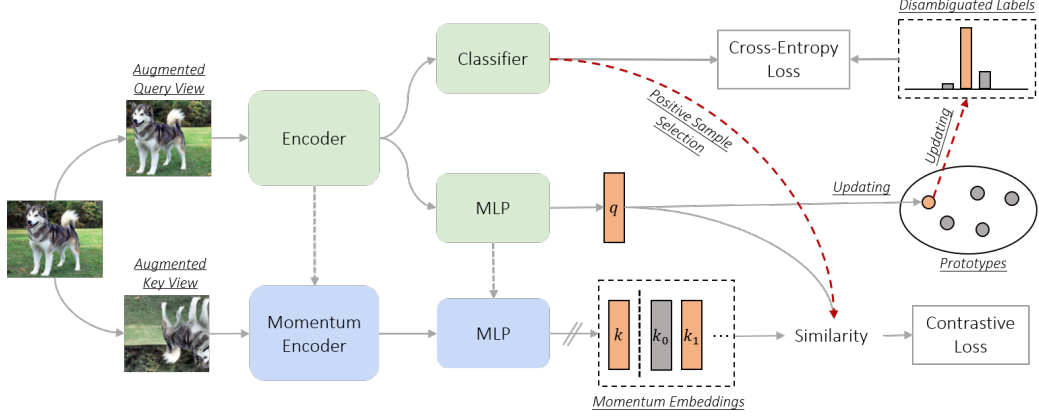 Disambiguated Labels
Classifier
Cross-Entropy
Loss
Augmented
Query View
Positive Sample
Selection
Updating
Encoder
MLP
q
Updating
Prototypes
Augmented
Key View
Momentum
Encoder
MLP
k
k₀
k₁
...
Similarity
Contrastive
Loss
Momentum Embeddings